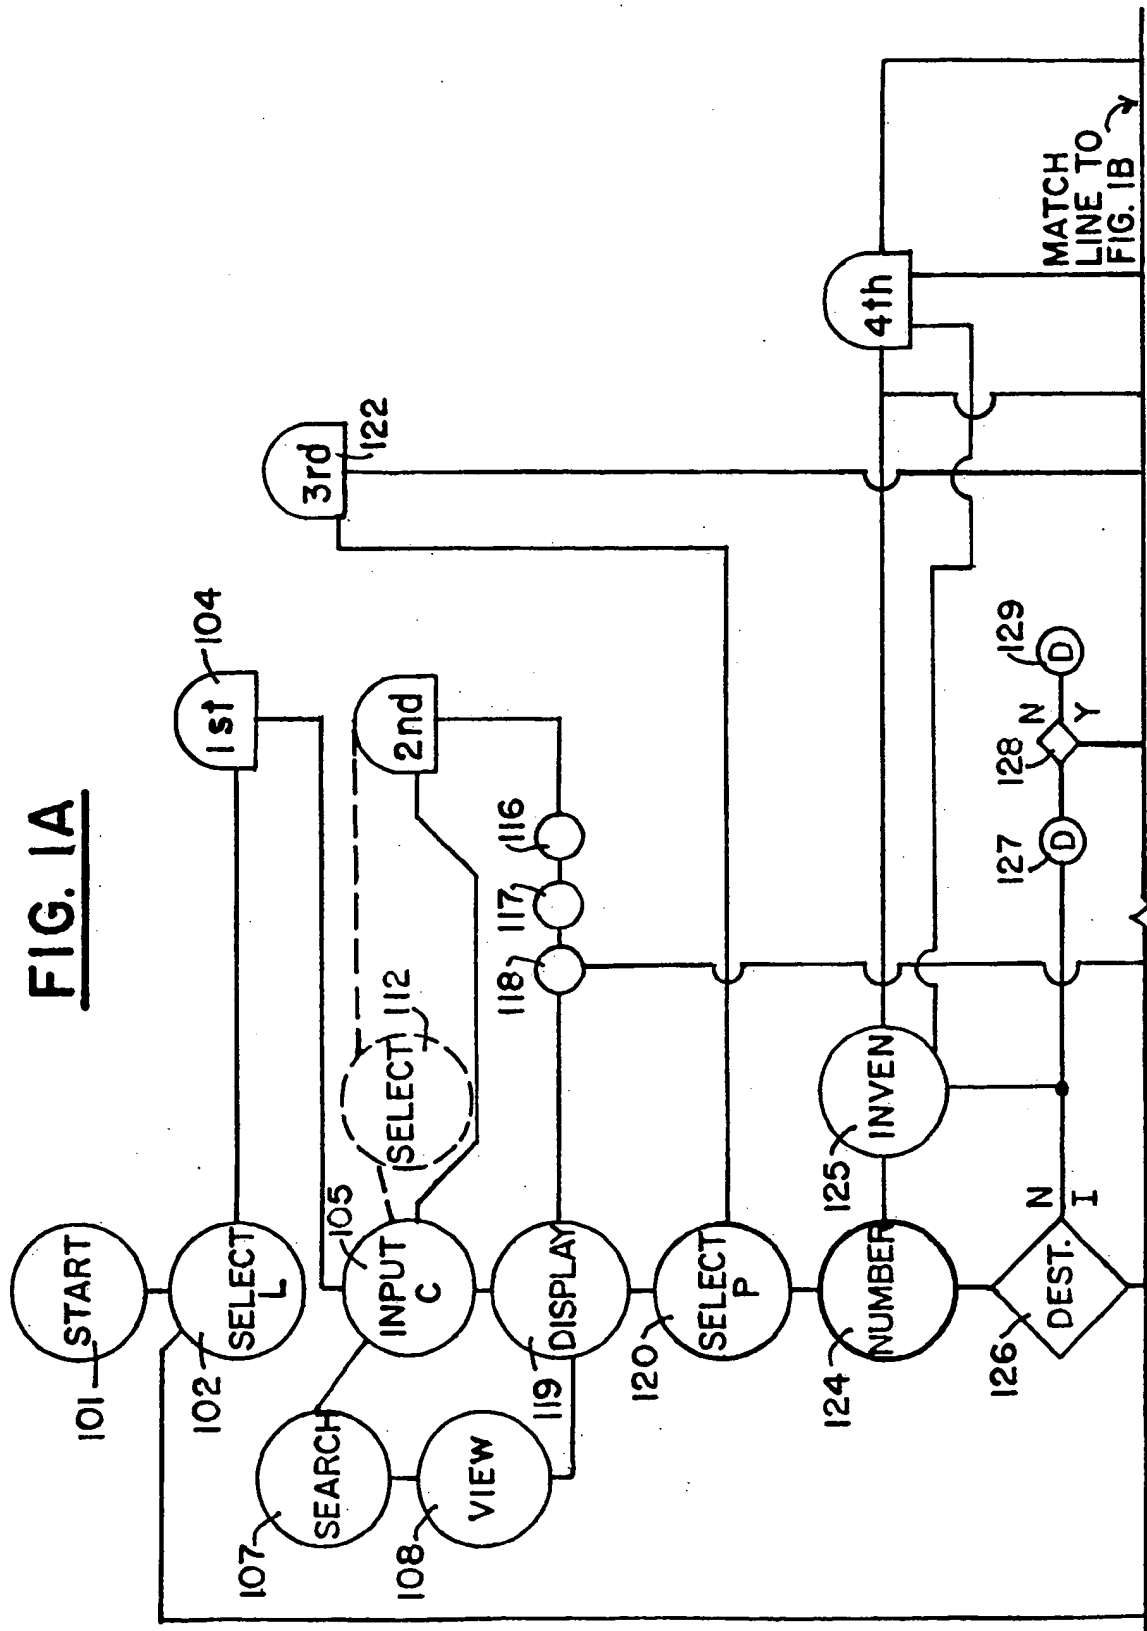 FIG. 1A
START
101
SELECT
L
102
1st
104
INPUT
C
105
SEARCH
107
VIEW
108
SELECT
112
2nd
116
117
118
DISPLAY
119
SELECT
P
120
3rd
122
NUMBER
124
INVEN
125
4th
DEST.
126
N
I
D
127
128
N
Y
D
129
MATCH
LINE TO
FIG. 1B